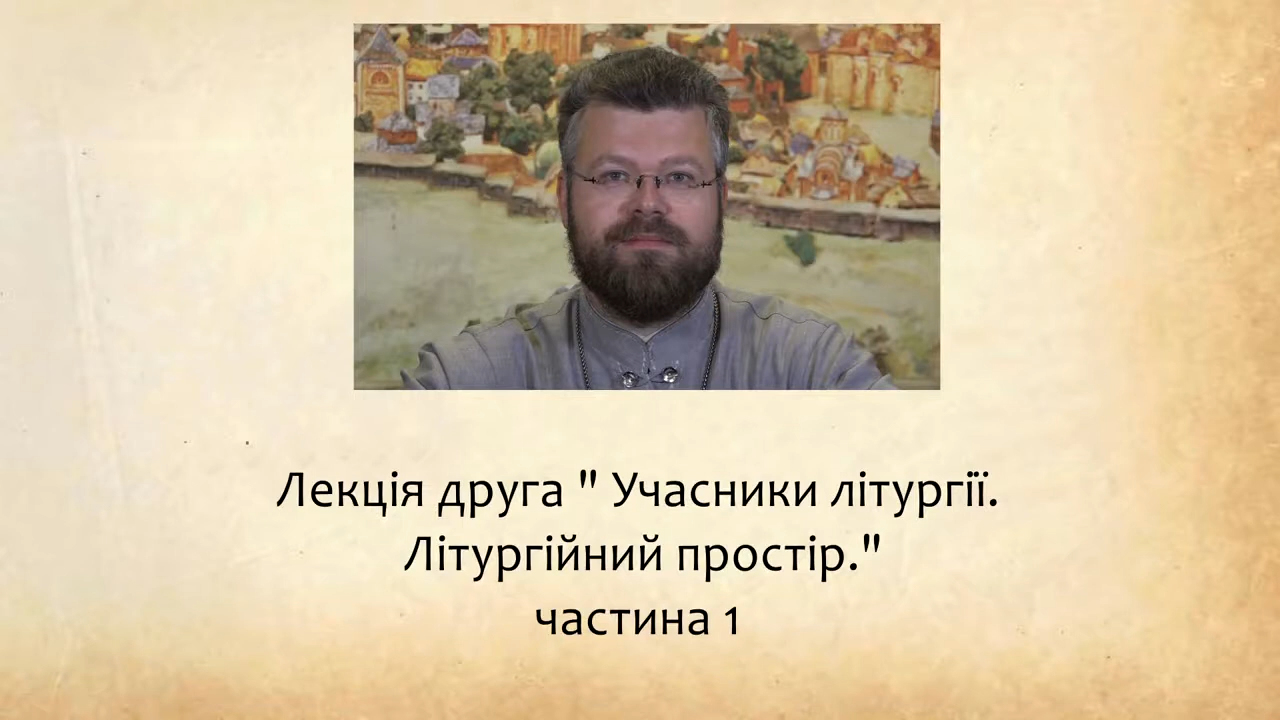 Лекція друга " Учасники літургії.
Літургійний простір."
частина 1